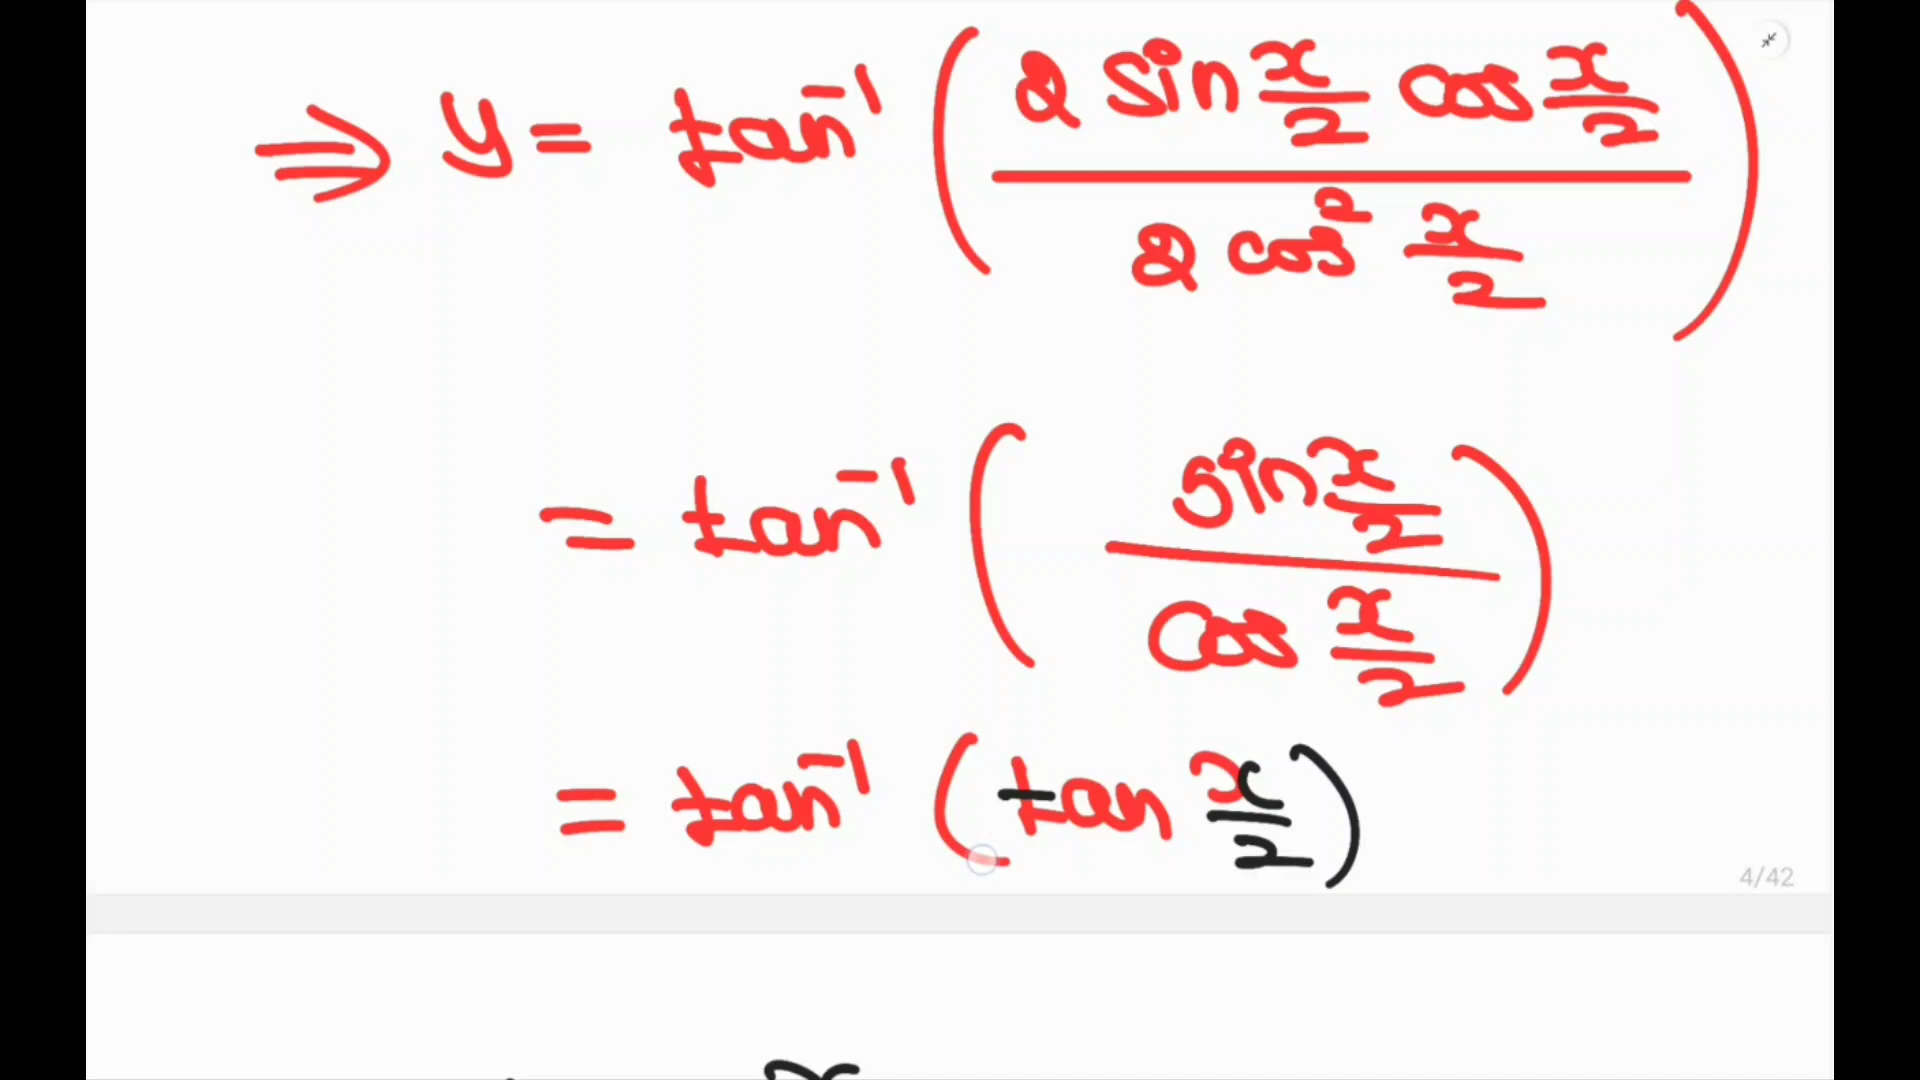 ⇒ y = tan⁻¹ ( (2 sin x/2 cos x/2) / (2 cos² x/2) )
= tan⁻¹ ( (sin x/2) / (cos x/2) )
= tan⁻¹ ( tan x/2 )
4/42